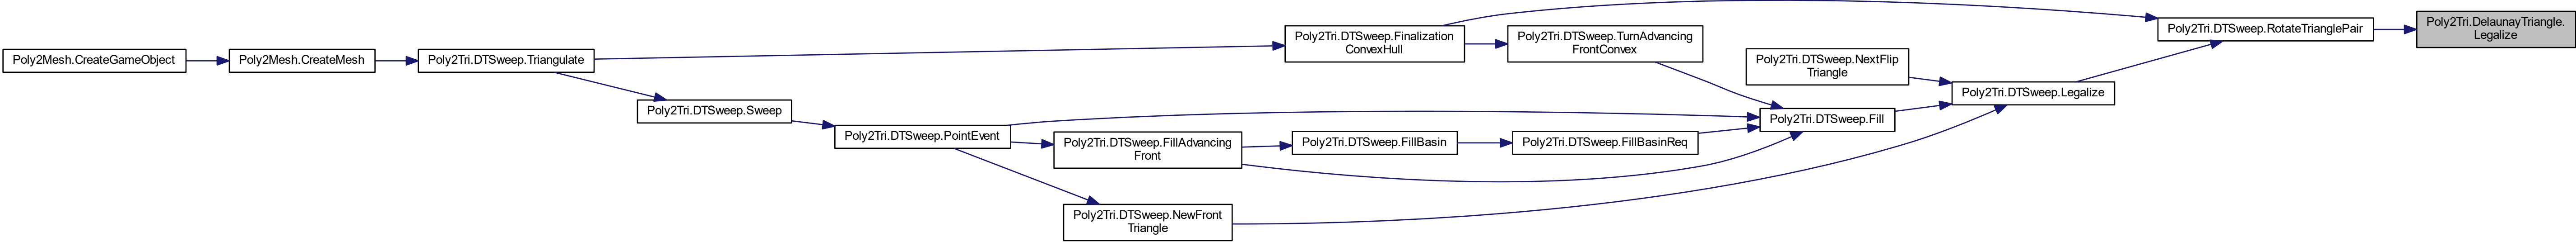 Poly2Mesh.CreateGameObject
Poly2Mesh.CreateMesh
Poly2Tri.DTSweep.Triangulate
Poly2Tri.DTSweep.Sweep
Poly2Tri.DTSweep.PointEvent
Poly2Tri.DTSweep.FillAdvancing
Front
Poly2Tri.DTSweep.NewFront
Triangle
Poly2Tri.DTSweep.Finalization
ConvexHull
Poly2Tri.DTSweep.FillBasin
Poly2Tri.DTSweep.TurnAdvancing
FrontConvex
Poly2Tri.DTSweep.FillBasinReq
Poly2Tri.DTSweep.NextFlip
Triangle
Poly2Tri.DTSweep.Fill
Poly2Tri.DTSweep.Legalize
Poly2Tri.DTSweep.RotateTrianglePair
Poly2Tri.DelaunayTriangle.
Legalize